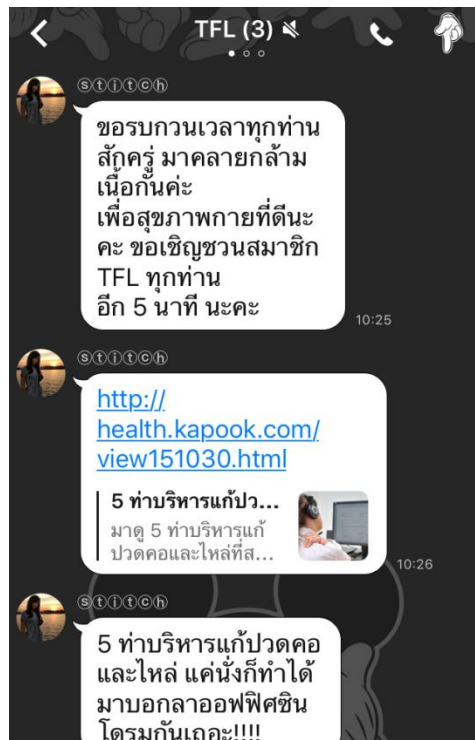 TFL (3)
ⓢⓣⓘⓣⓒⓗ
ขอรบกวนเวลาทุกท่าน
สักครู่ มาคลายกล้าม
เนื้อกันค่ะ
เพื่อสุขภาพกายที่ดีนะ
คะ ขอเชิญชวนสมาชิก
TFL ทุกท่าน
อีก 5 นาที นะคะ
10:25
ⓢⓣⓘⓣⓒⓗ
http://
health.kapook.com/
view151030.html
5 ท่าบริหารแก้ปว...
มาดู 5 ท่าบริหารแก้
ปวดคอและไหล่ที่ส...
10:26
ⓢⓣⓘⓣⓒⓗ
5 ท่าบริหารแก้ปวดคอ
และไหล่ แค่นั่งก็ทำได้
มาบอกลาออฟฟิศซิน
โดรมกันเถอะ!!!!